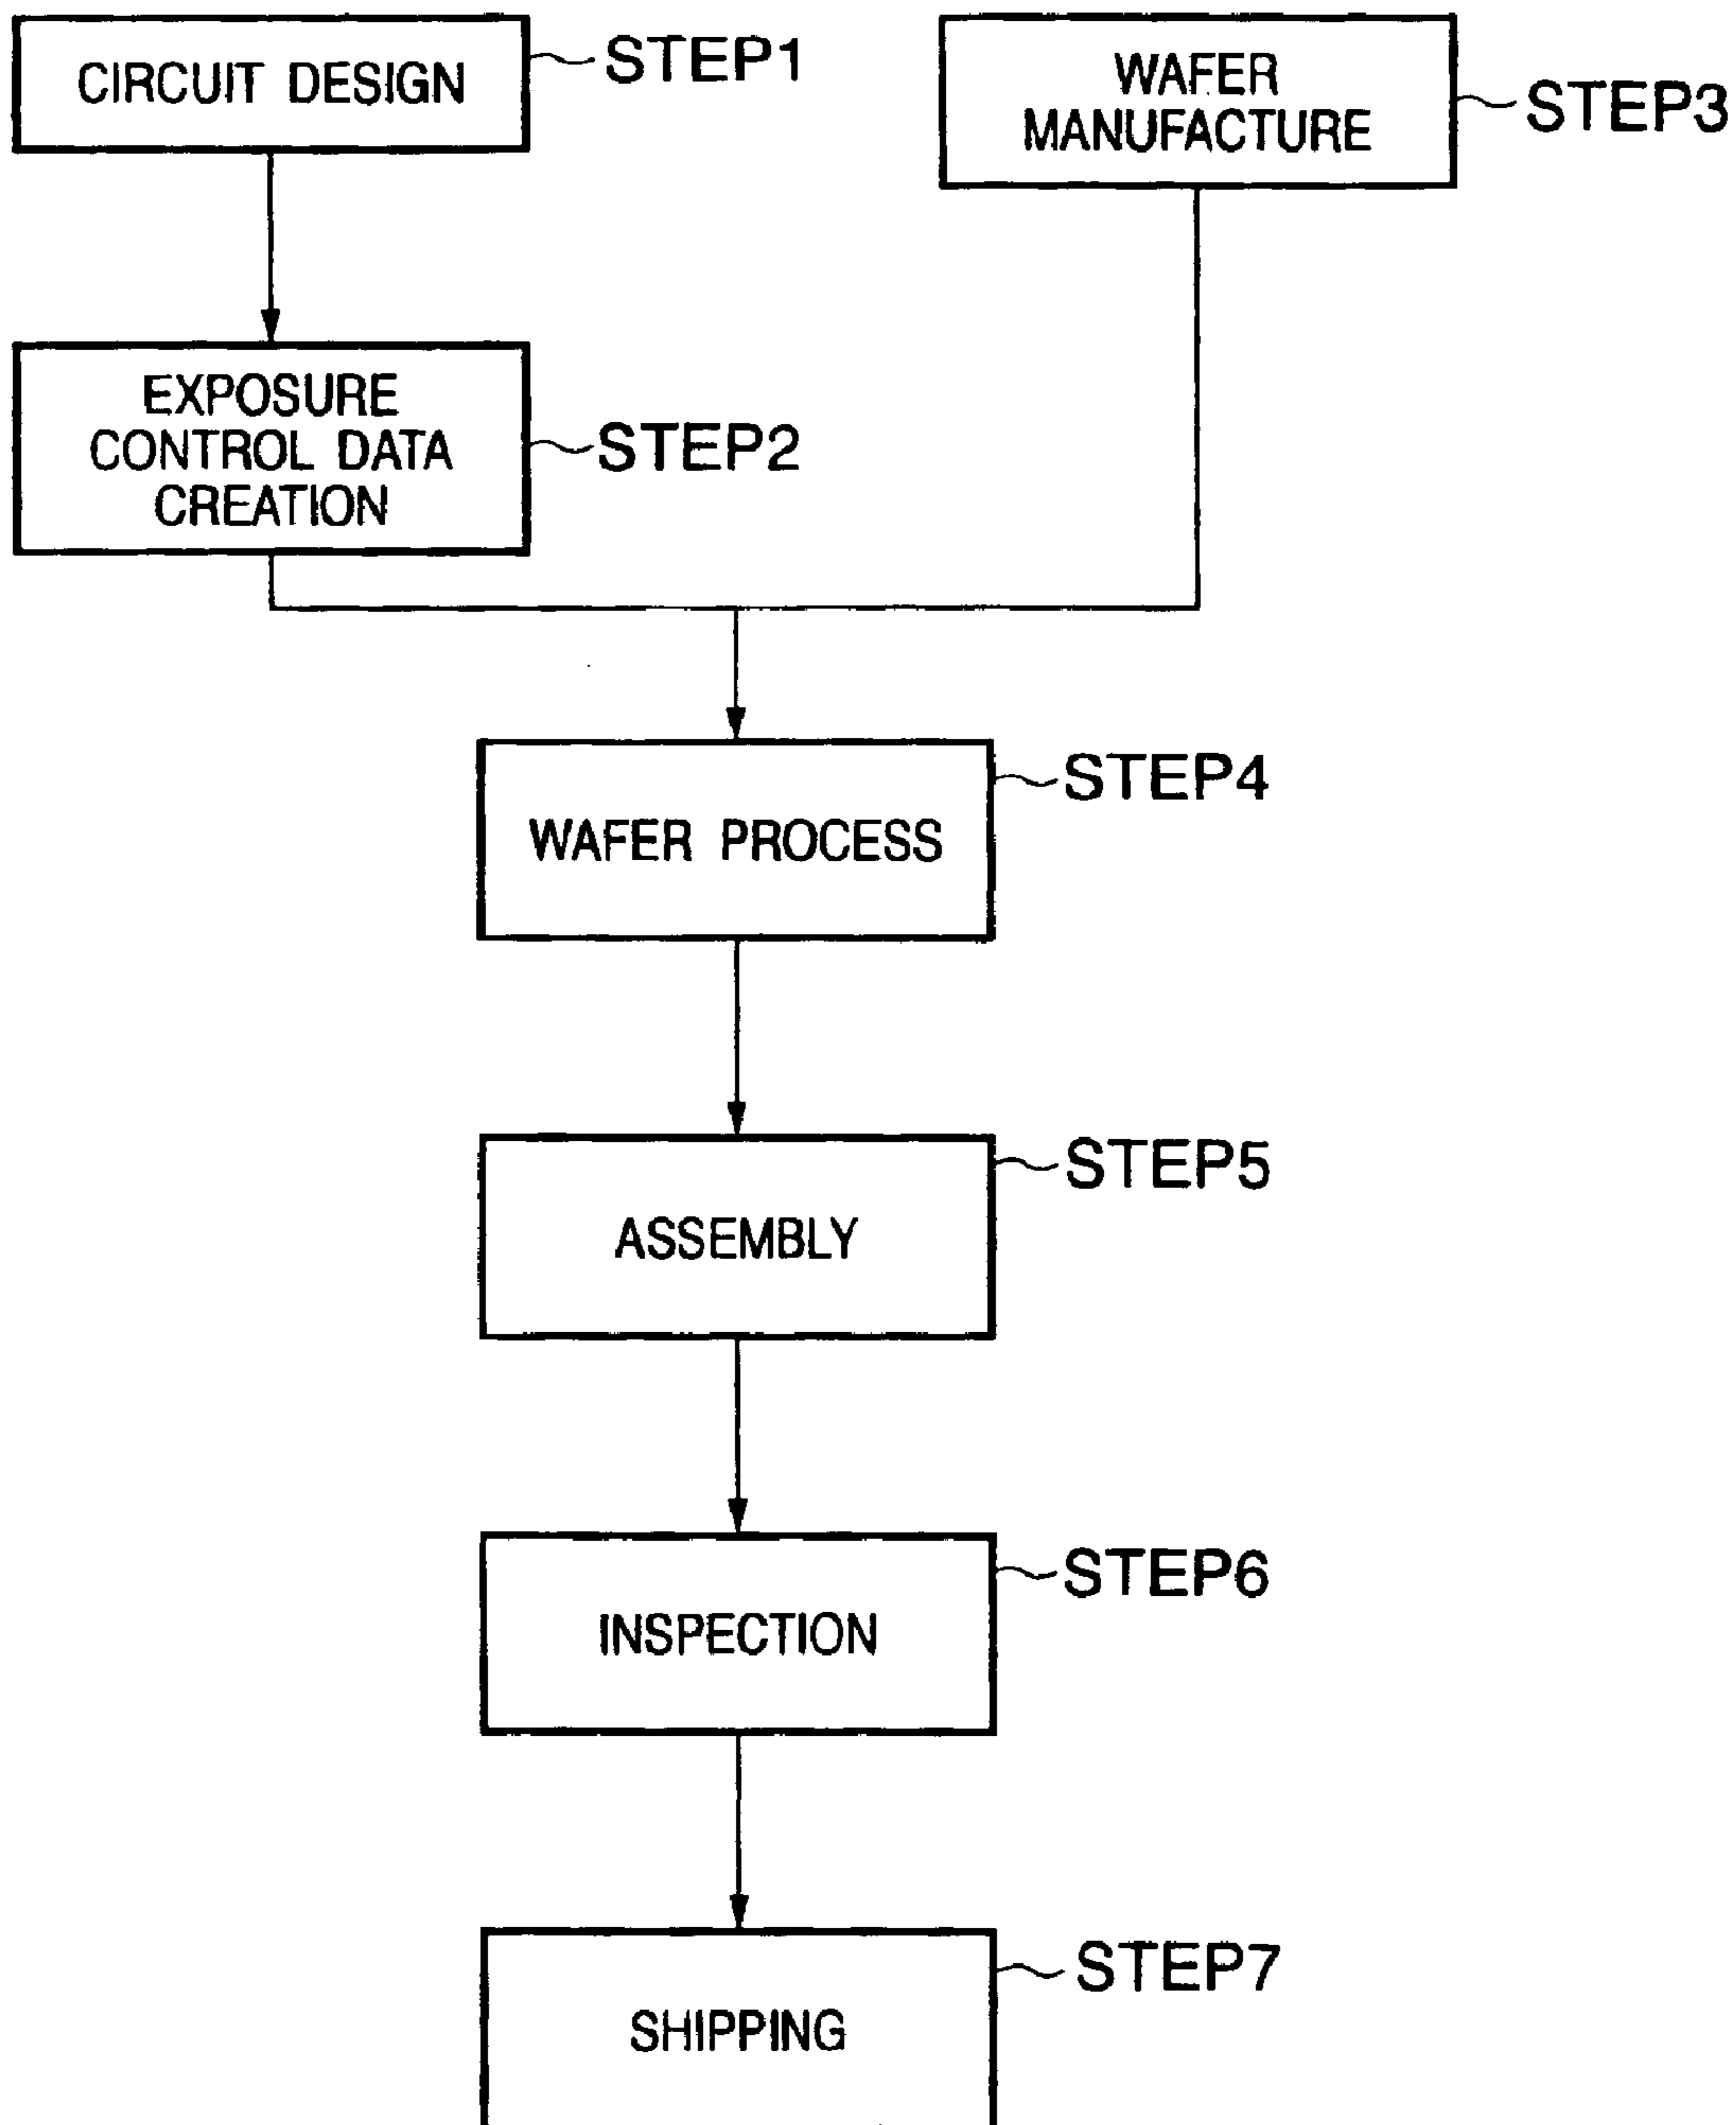 CIRCUIT DESIGN
STEP1
WAFER
MANUFACTURE
STEP3
EXPOSURE
CONTROL DATA
CREATION
STEP2
STEP4
WAFER PROCESS
STEP5
ASSEMBLY
STEP6
INSPECTION
STEP7
SHIPPING